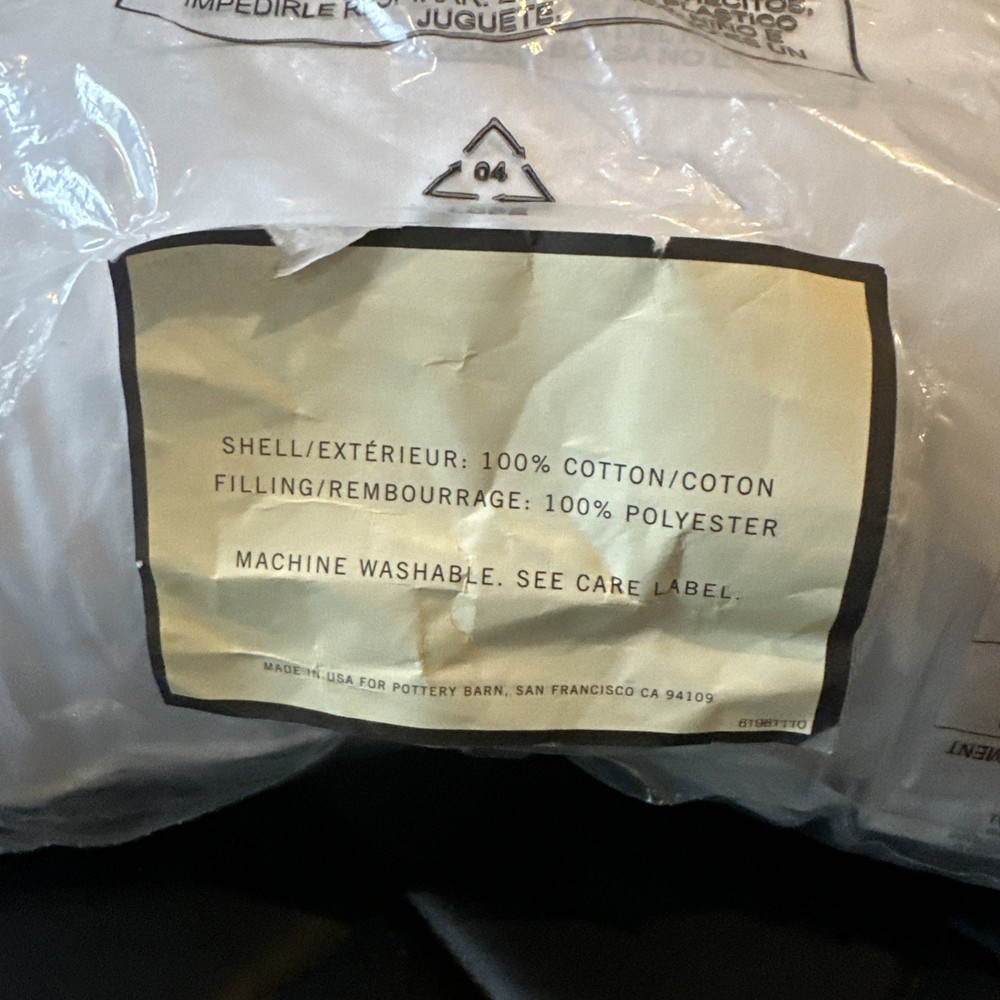 IMPEDIRLE
JUGUETE.
UN
04
SHELL/EXTÉRIEUR: 100% COTTON/COTON
FILLING/REMBOURRAGE: 100% POLYESTER
MACHINE WASHABLE. SEE CARE LABEL.
MADE IN USA FOR POTTERY BARN, SAN FRANCISCO CA 94109